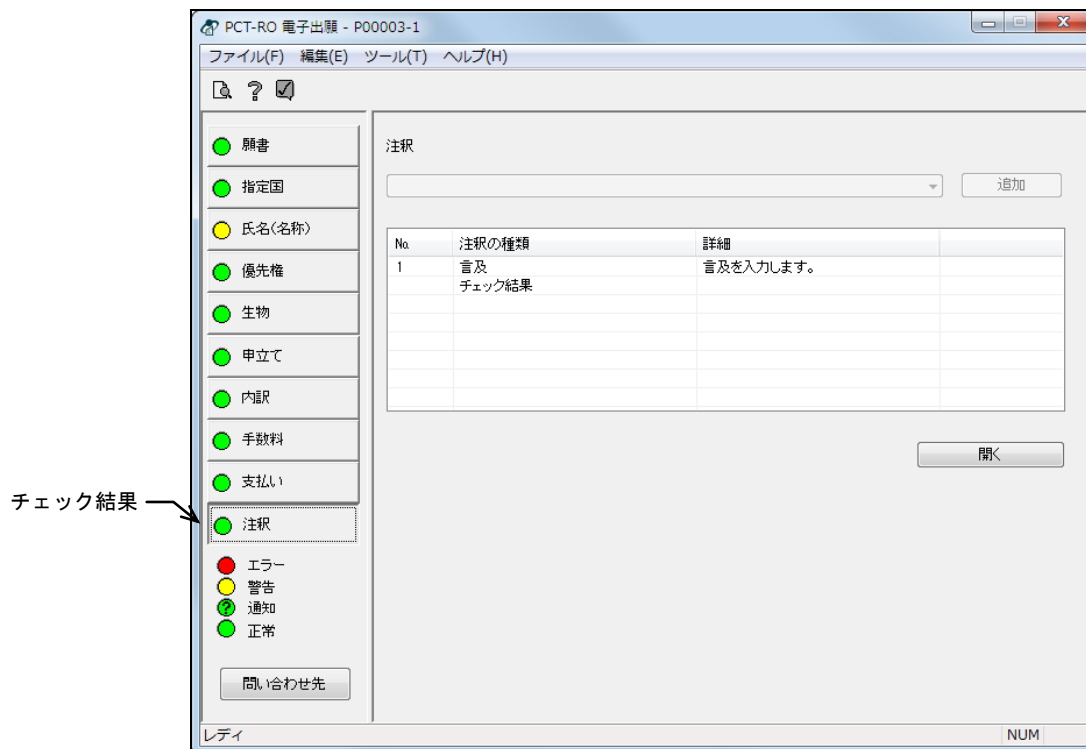 PCT-RO 電子出願 - P00003-1
ファイル(F) 編集(E) ツール(T) ヘルプ(H)
願書
指定国
氏名(名称)
優先権
生物
申立て
内訳
手数料
支払い
注釈
チェック結果
エラー
警告
通知
正常
問い合わせ先
注釈
追加
No. 注釈の種類 詳細
1 言及 言及を入力します。
チェック結果
開く
レディ NUM